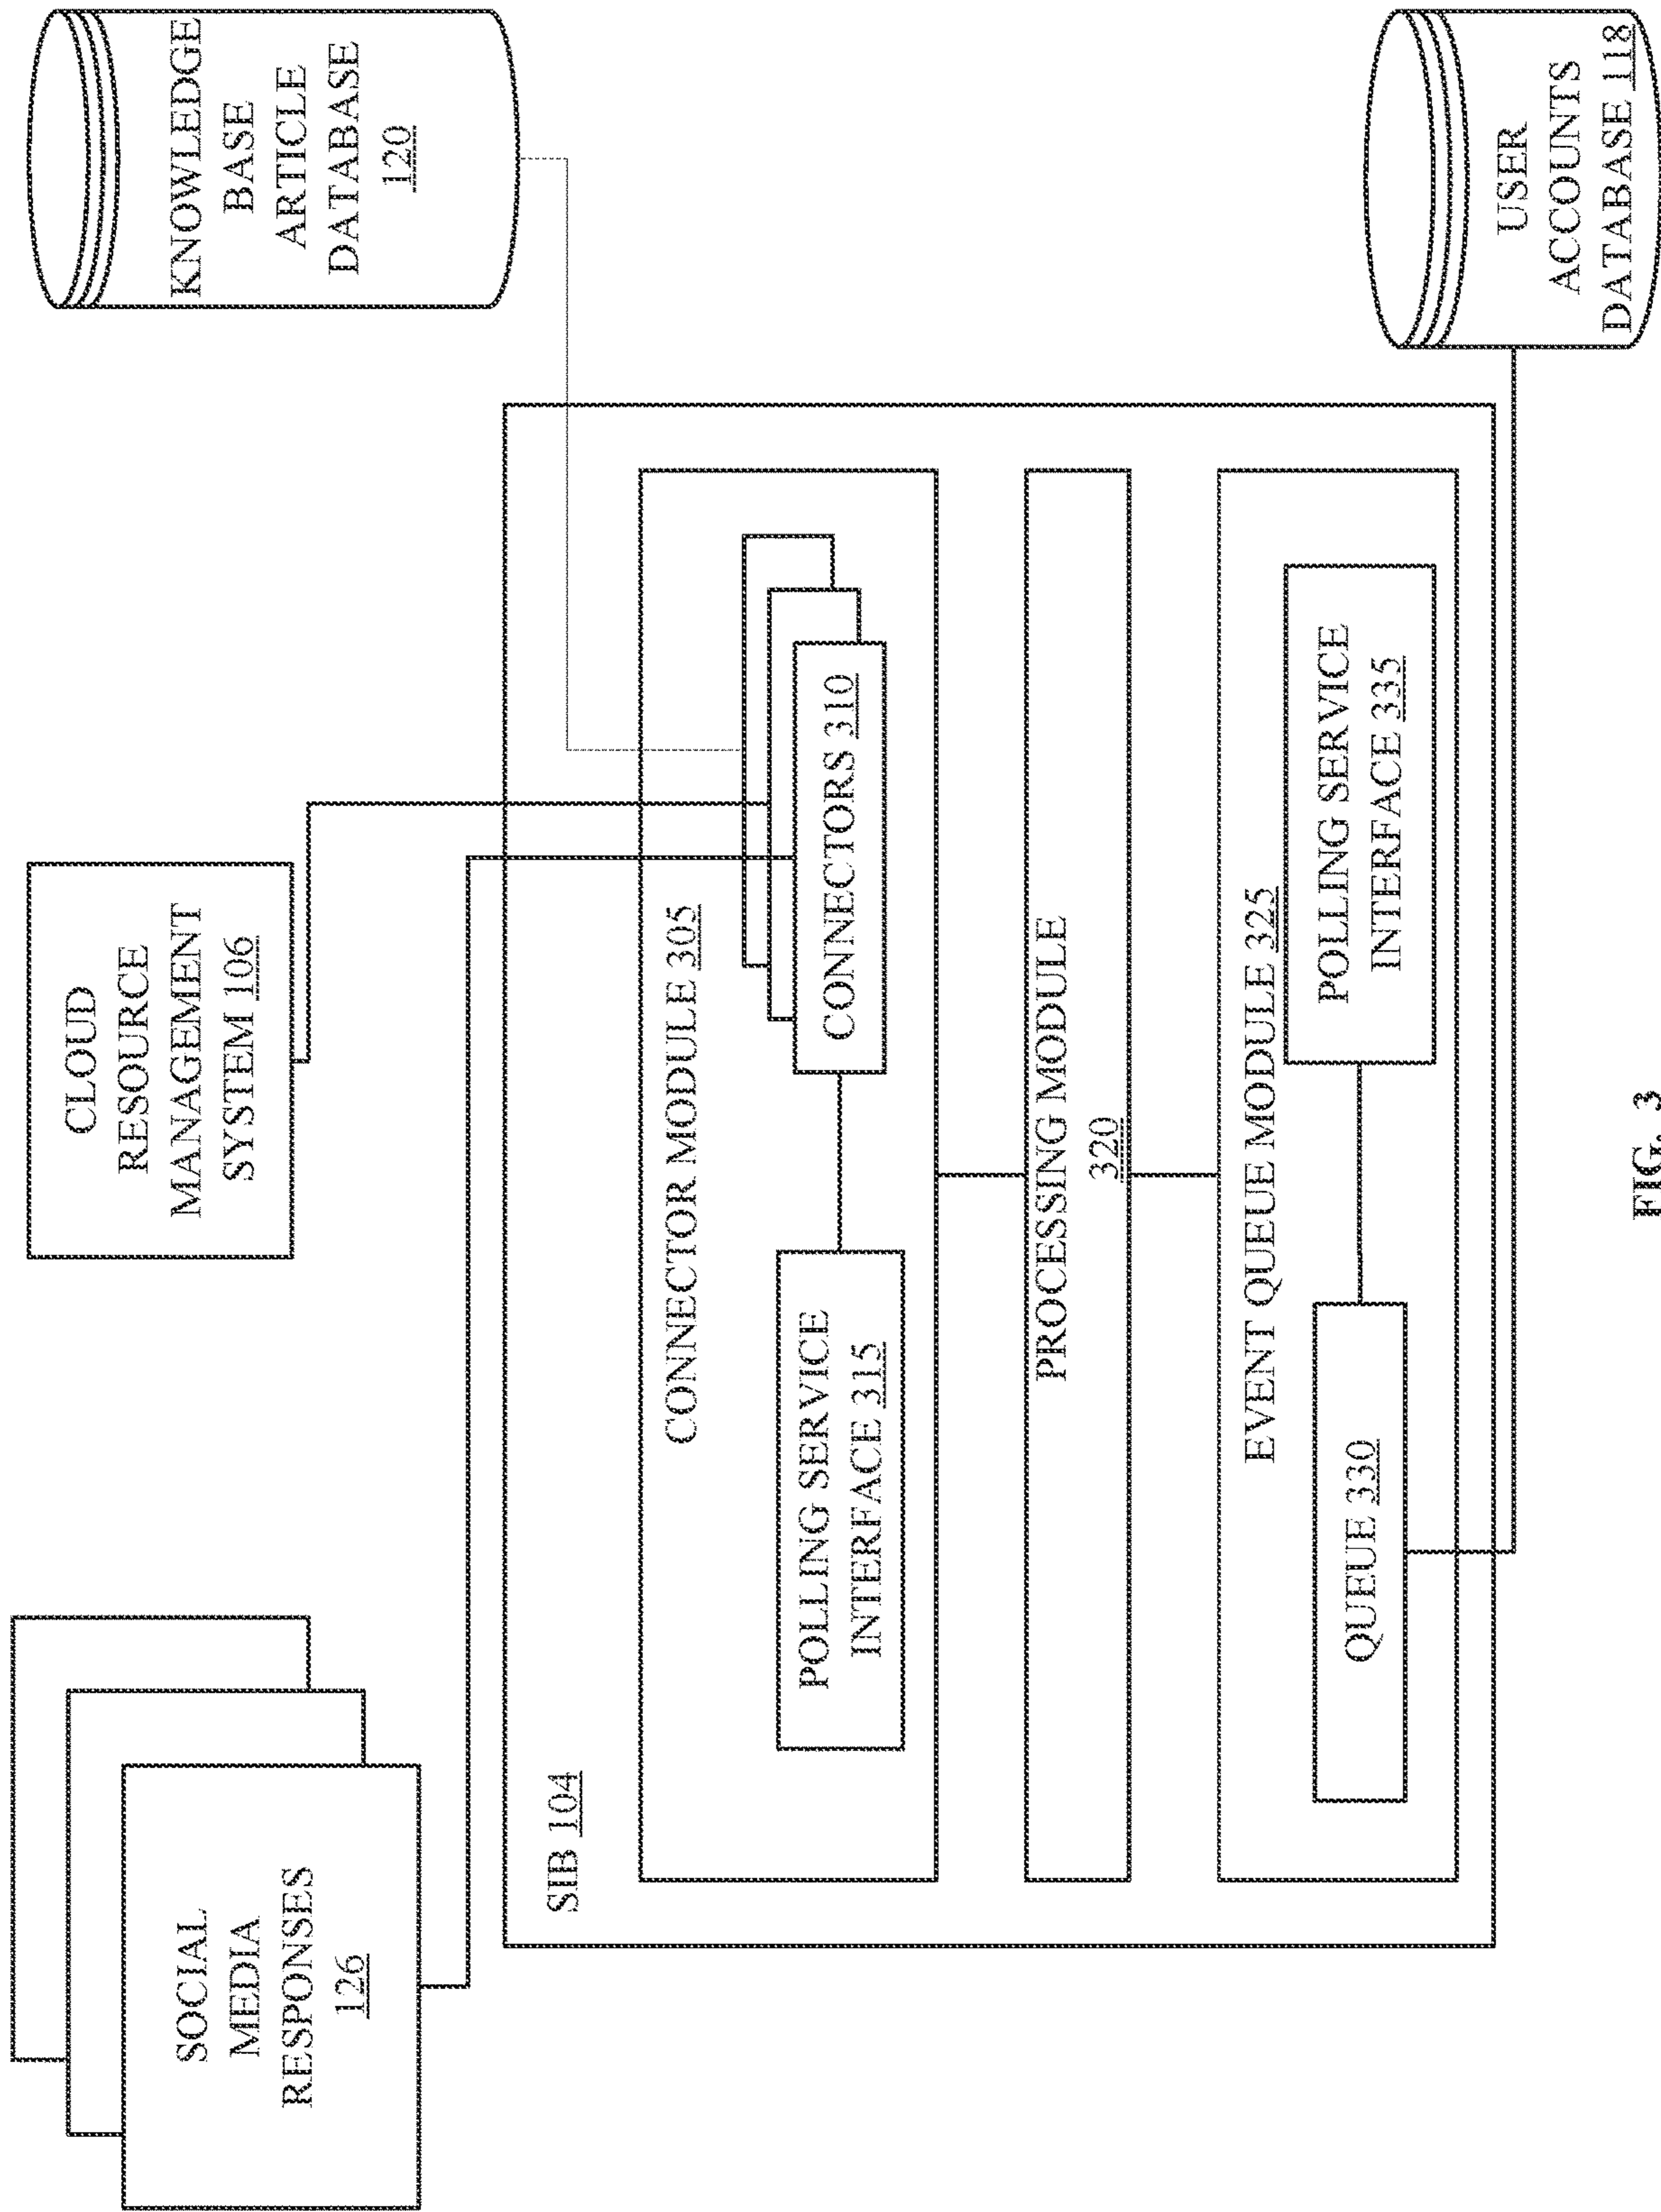 SOCIAL
MEDIA
RESPONSES
126
CLOUD
RESOURCE
MANAGEMENT
SYSTEM 106
KNOWLEDGE
BASE
ARTICLE
DATABASE
120
SIB 104
CONNECTOR MODULE 305
POLLING SERVICE
INTERFACE 315
CONNECTORS 310
PROCESSING MODULE
320
EVENT QUEUE MODULE 325
QUEUE 330
POLLING SERVICE
INTERFACE 335
USER
ACCOUNTS
DATABASE 118
FIG. 3